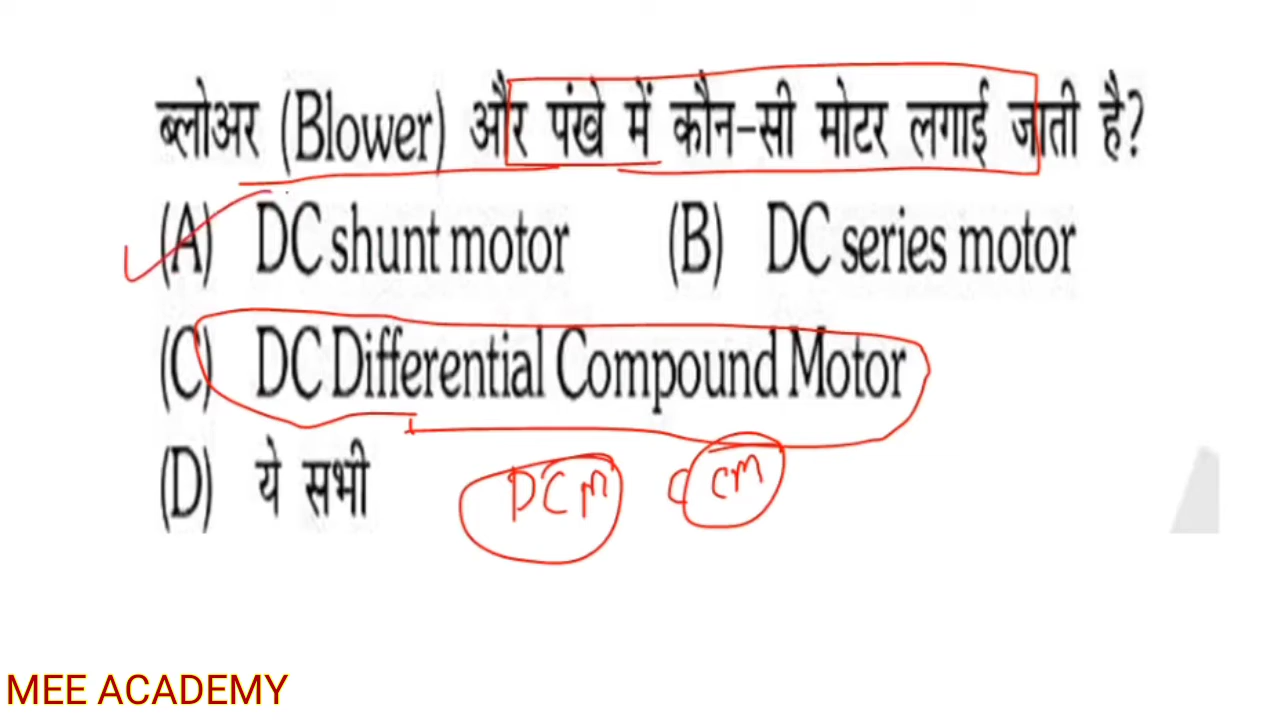 ब्लोअर (Blower) और पंखे में कौन-सी मोटर लगाई जाती है?
(A) DC shunt motor (B) DC series motor
(C) DC Differential Compound Motor
(D) ये सभी DCM CCM
MEE ACADEMY